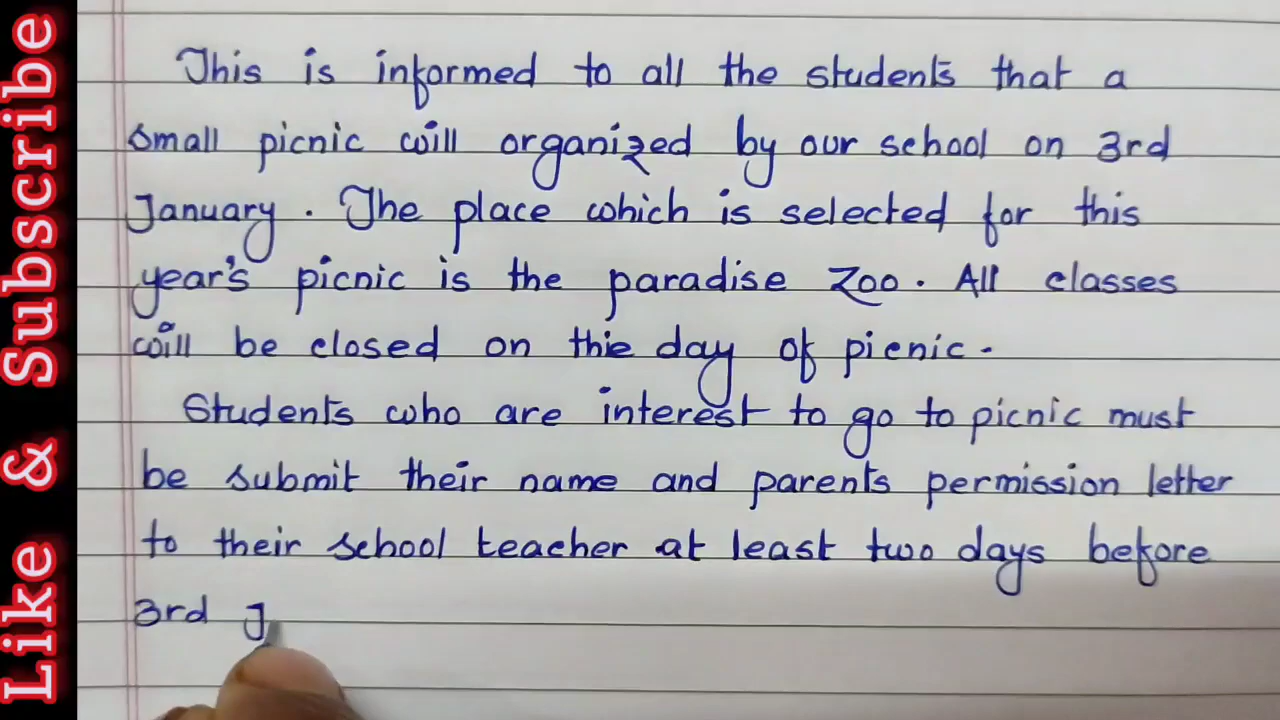 Like & Subscribe
This is informed to all the students that a
small picnic will organized by our school on 3rd
January. The place which is selected for this
year's picnic is the paradise Zoo. All classes
will be closed on thie day of picnic.
Students who are interest to go to picnic must
be submit their name and parents permission letter
to their school teacher at least two days before
3rd J